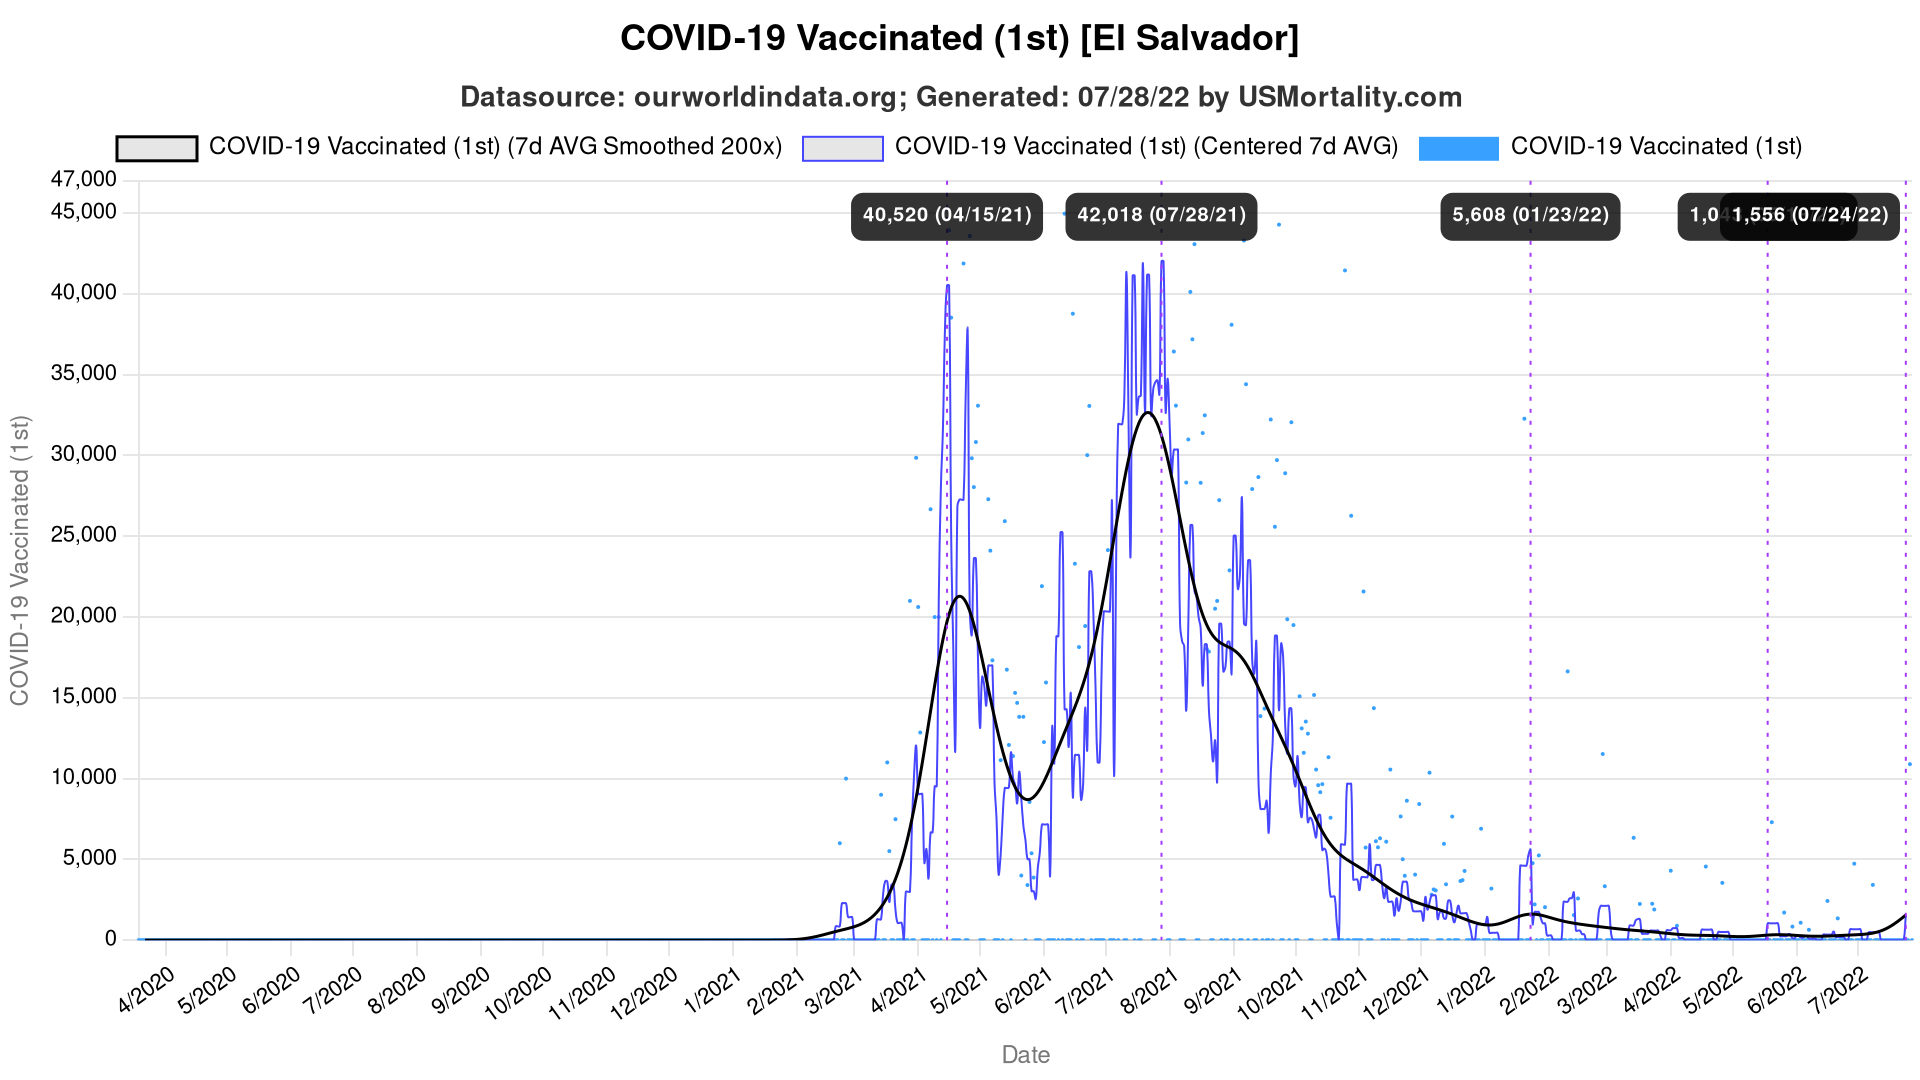 COVID-19 Vaccinated (1st) [El Salvador]
Datasource: ourworldindata.org; Generated: 07/28/22 by USMortality.com
COVID-19 Vaccinated (1st) (7d AVG Smoothed 200x) COVID-19 Vaccinated (1st) (Centered 7d AVG) COVID-19 Vaccinated (1st)
47,000
45,000
40,520 (04/15/21) 42,018 (07/28/21) 5,608 (01/23/22) 1,556 (07/24/22)
40,000
35,000
30,000
25,000
20,000
15,000
10,000
5,000
0
COVID-19 Vaccinated (1st)
4/2020 5/2020 6/2020 7/2020 8/2020 9/2020 10/2020 11/2020 12/2020 1/2021 2/2021 3/2021 4/2021 5/2021 6/2021 7/2021 8/2021 9/2021 10/2021 11/2021 12/2021 1/2022 2/2022 3/2022 4/2022 5/2022 6/2022 7/2022
Date